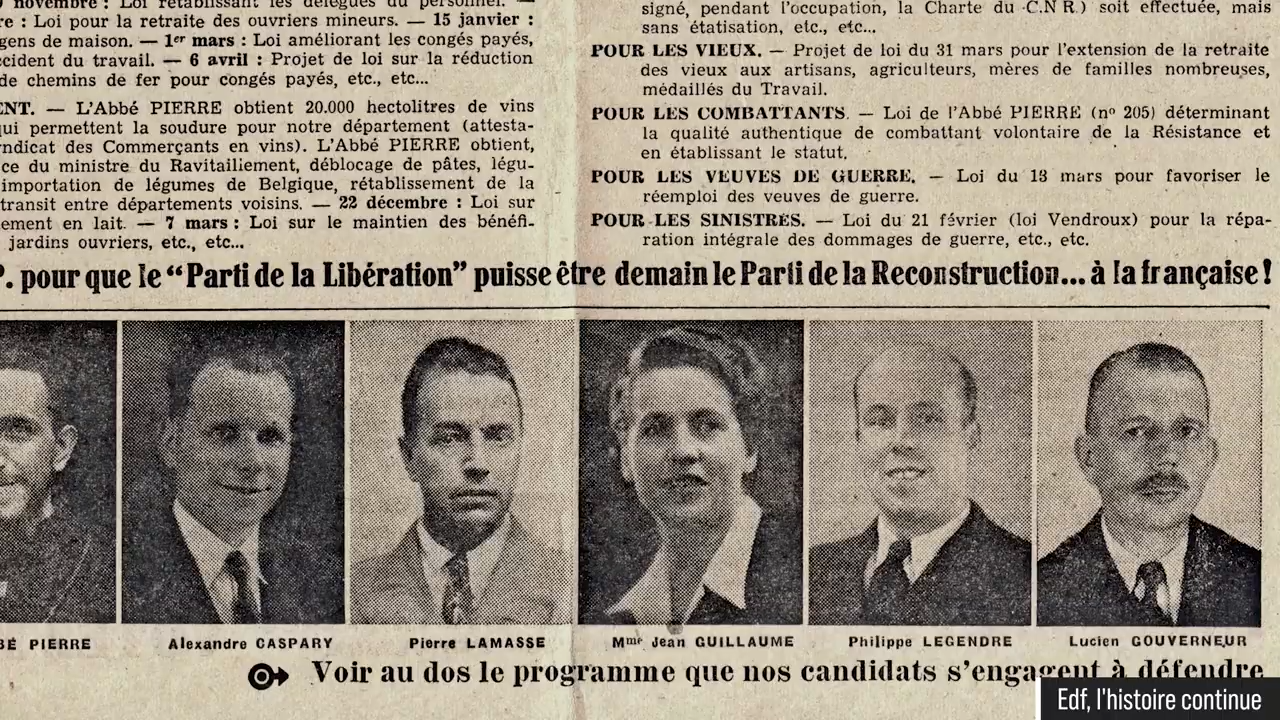 novembre : Loi rétablissant les délégués du personnel. —
re : Loi pour la retraite des ouvriers mineurs. — 15 janvier :
gens de maison. — 1er mars : Loi améliorant les congés payés,
ccident du travail. — 6 avril : Projet de loi sur la réduction
de chemins de fer pour congés payés, etc., etc...
ENT. — L'Abbé PIERRE obtient 20.000 hectolitres de vins
qui permettent la soudure pour notre département (attesta-
yndicat des Commerçants en vins). L'Abbé PIERRE obtient,
ce du ministre du Ravitaillement, déblocage de pâtes, légu-
importation de légumes de Belgique, rétablissement de la
transit entre départements voisins. — 22 décembre : Loi sur
ement en lait. — 7 mars : Loi sur le maintien des bénéfi-
jardins ouvriers, etc., etc...
signé, pendant l'occupation, la Charte du C.N R.) soit effectuée, mais
sans étatisation, etc., etc...
POUR LES VIEUX. — Projet de loi du 31 mars pour l'extension de la retraite
des vieux aux artisans, agriculteurs, mères de familles nombreuses,
médaillés du Travail.
POUR LES COMBATTANTS. — Loi de l'Abbé PIERRE (nº 205) déterminant
la qualité authentique de combattant volontaire de la Résistance et
en établissant le statut.
POUR LES VEUVES DE GUERRE. — Loi du 13 mars pour favoriser le
réemploi des veuves de guerre.
POUR LES SINISTRÉS. — Loi du 21 février (loi Vendroux) pour la répa-
ration intégrale des dommages de guerre, etc., etc.
P. pour que le “Parti de la Libération” puisse être demain le Parti de la Reconstruction... à la française !
BÉ PIERRE
Alexandre CASPARY
Pierre LAMASSE
Mme Jean GUILLAUME
Philippe LEGENDRE
Lucien GOUVERNEUR
Voir au dos le programme que nos candidats s'engagent à défendre
Edf, l'histoire continue